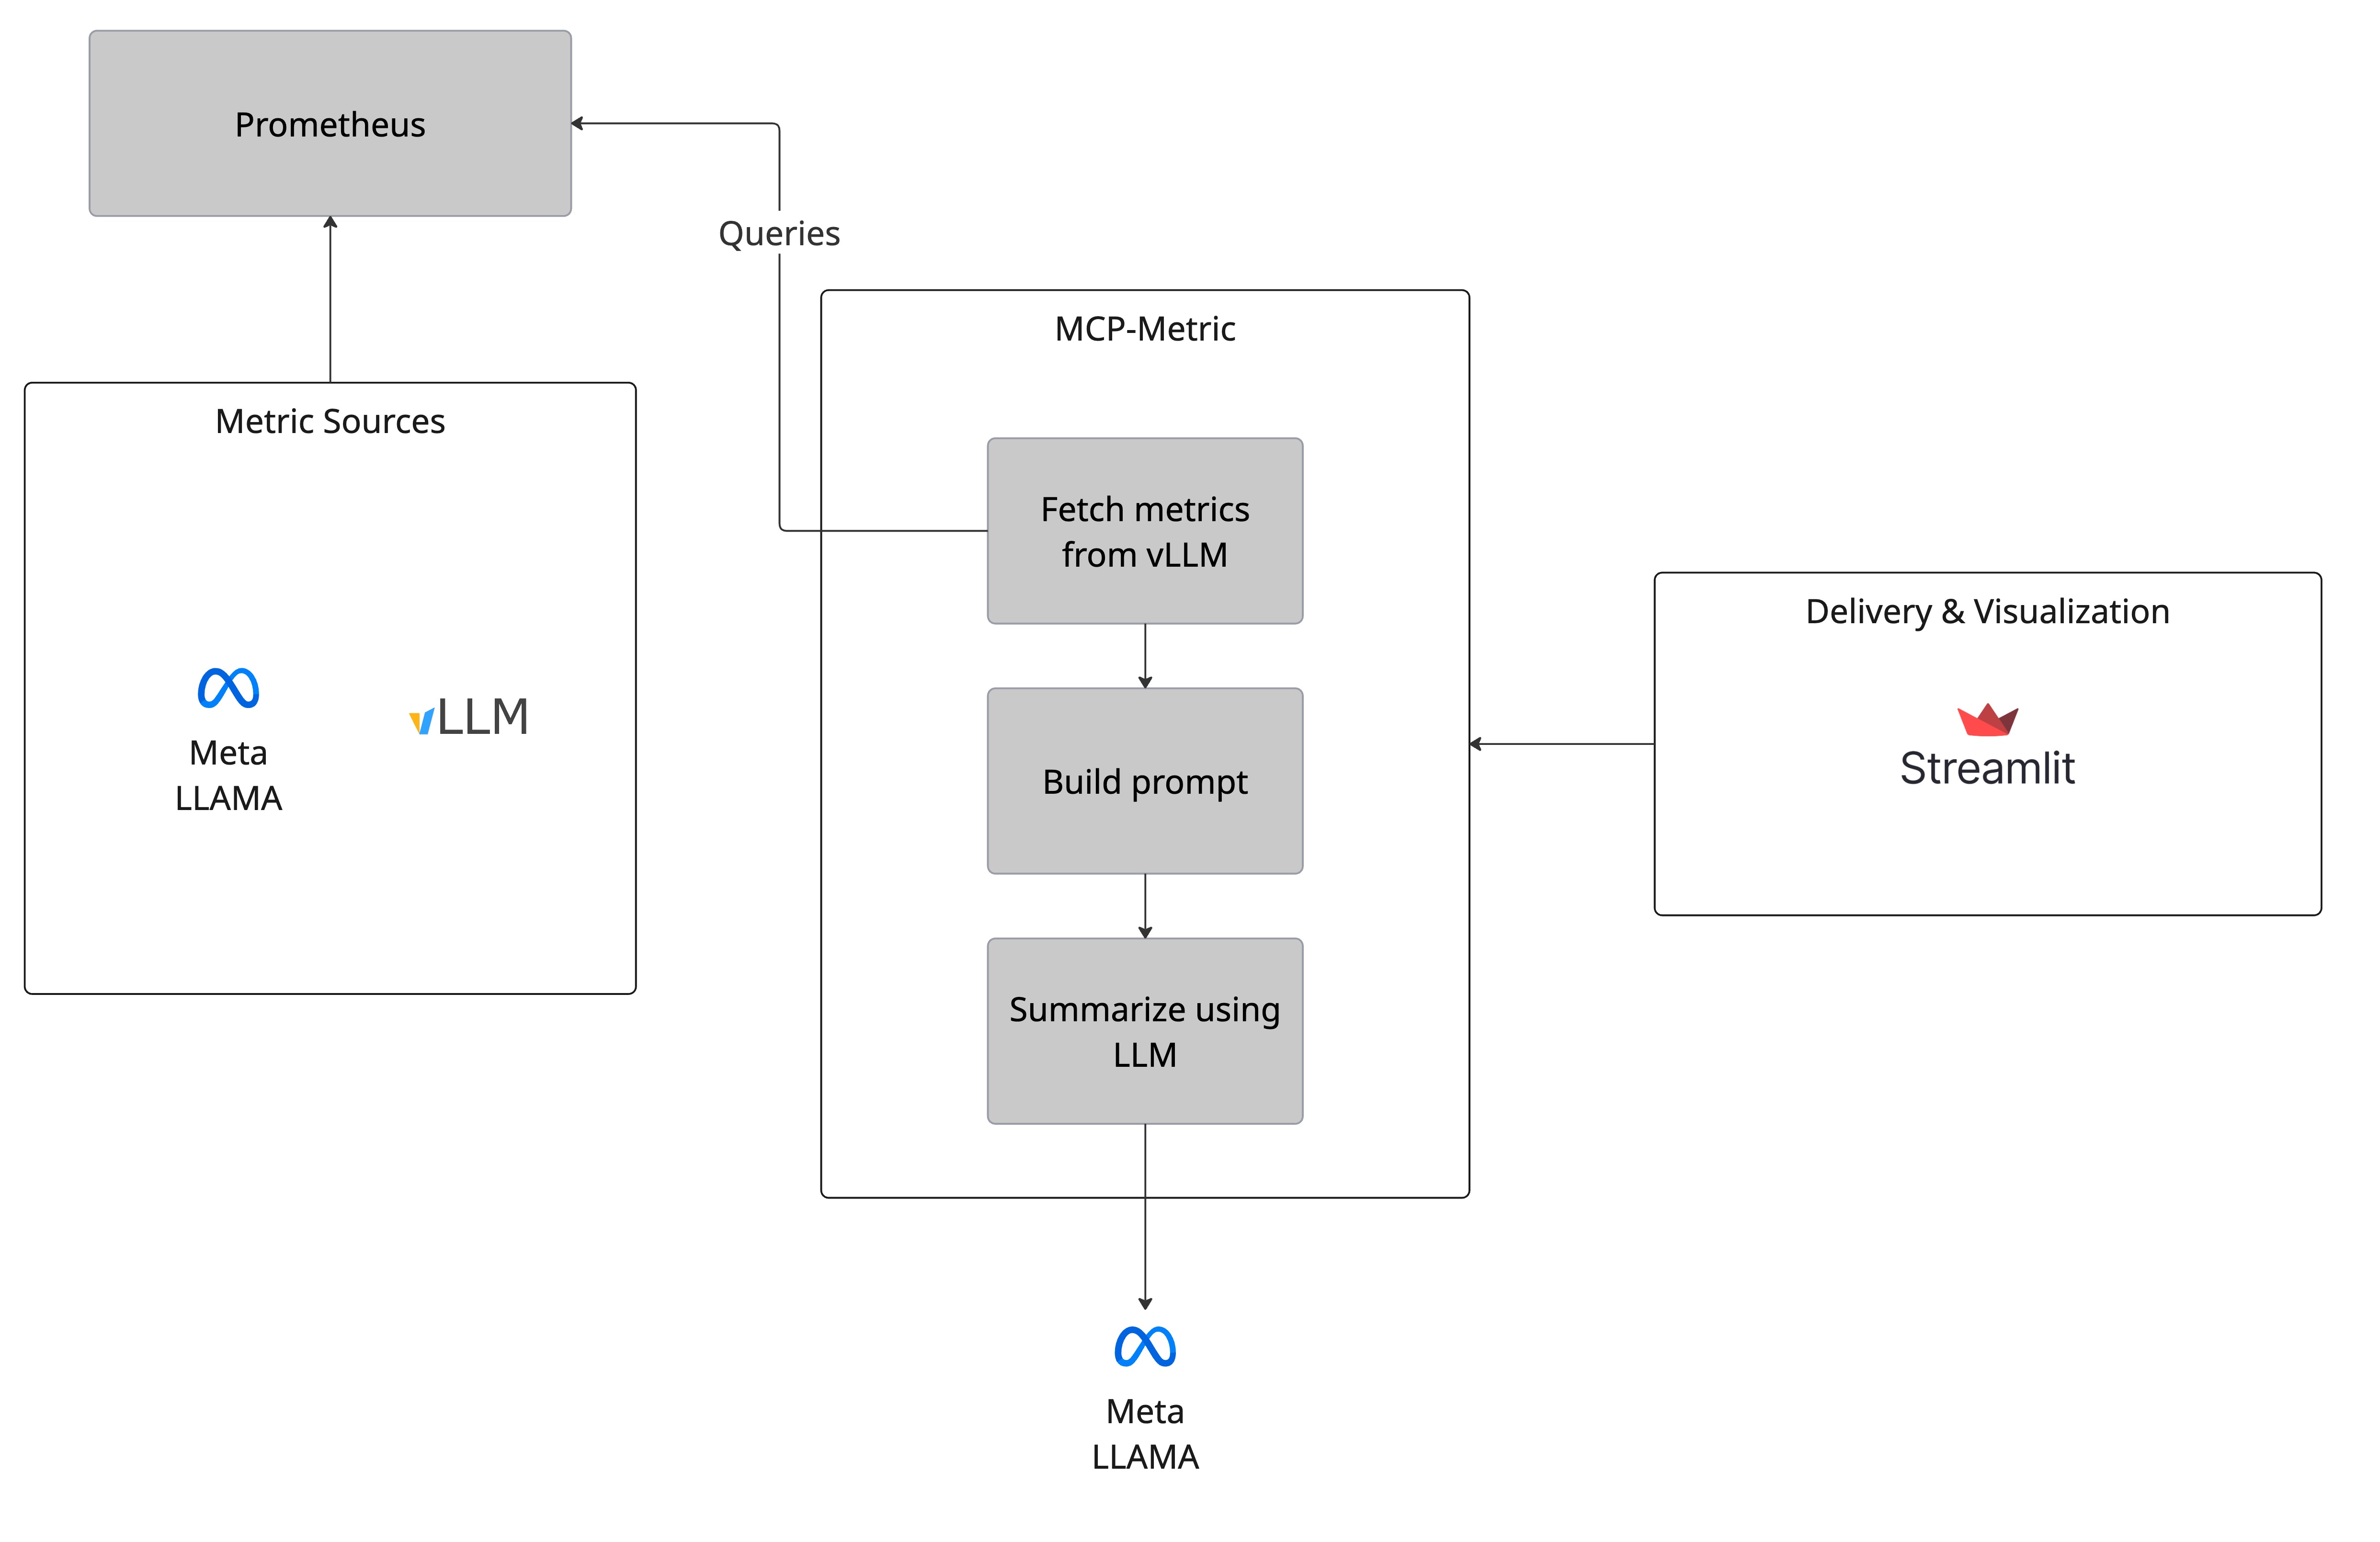 Prometheus
Queries
MCP-Metric
Metric Sources
Fetch metrics
from vLLM
Delivery & Visualization
Meta
LLAMA
vLLM
Build prompt
Streamlit
Summarize using
LLM
Meta
LLAMA